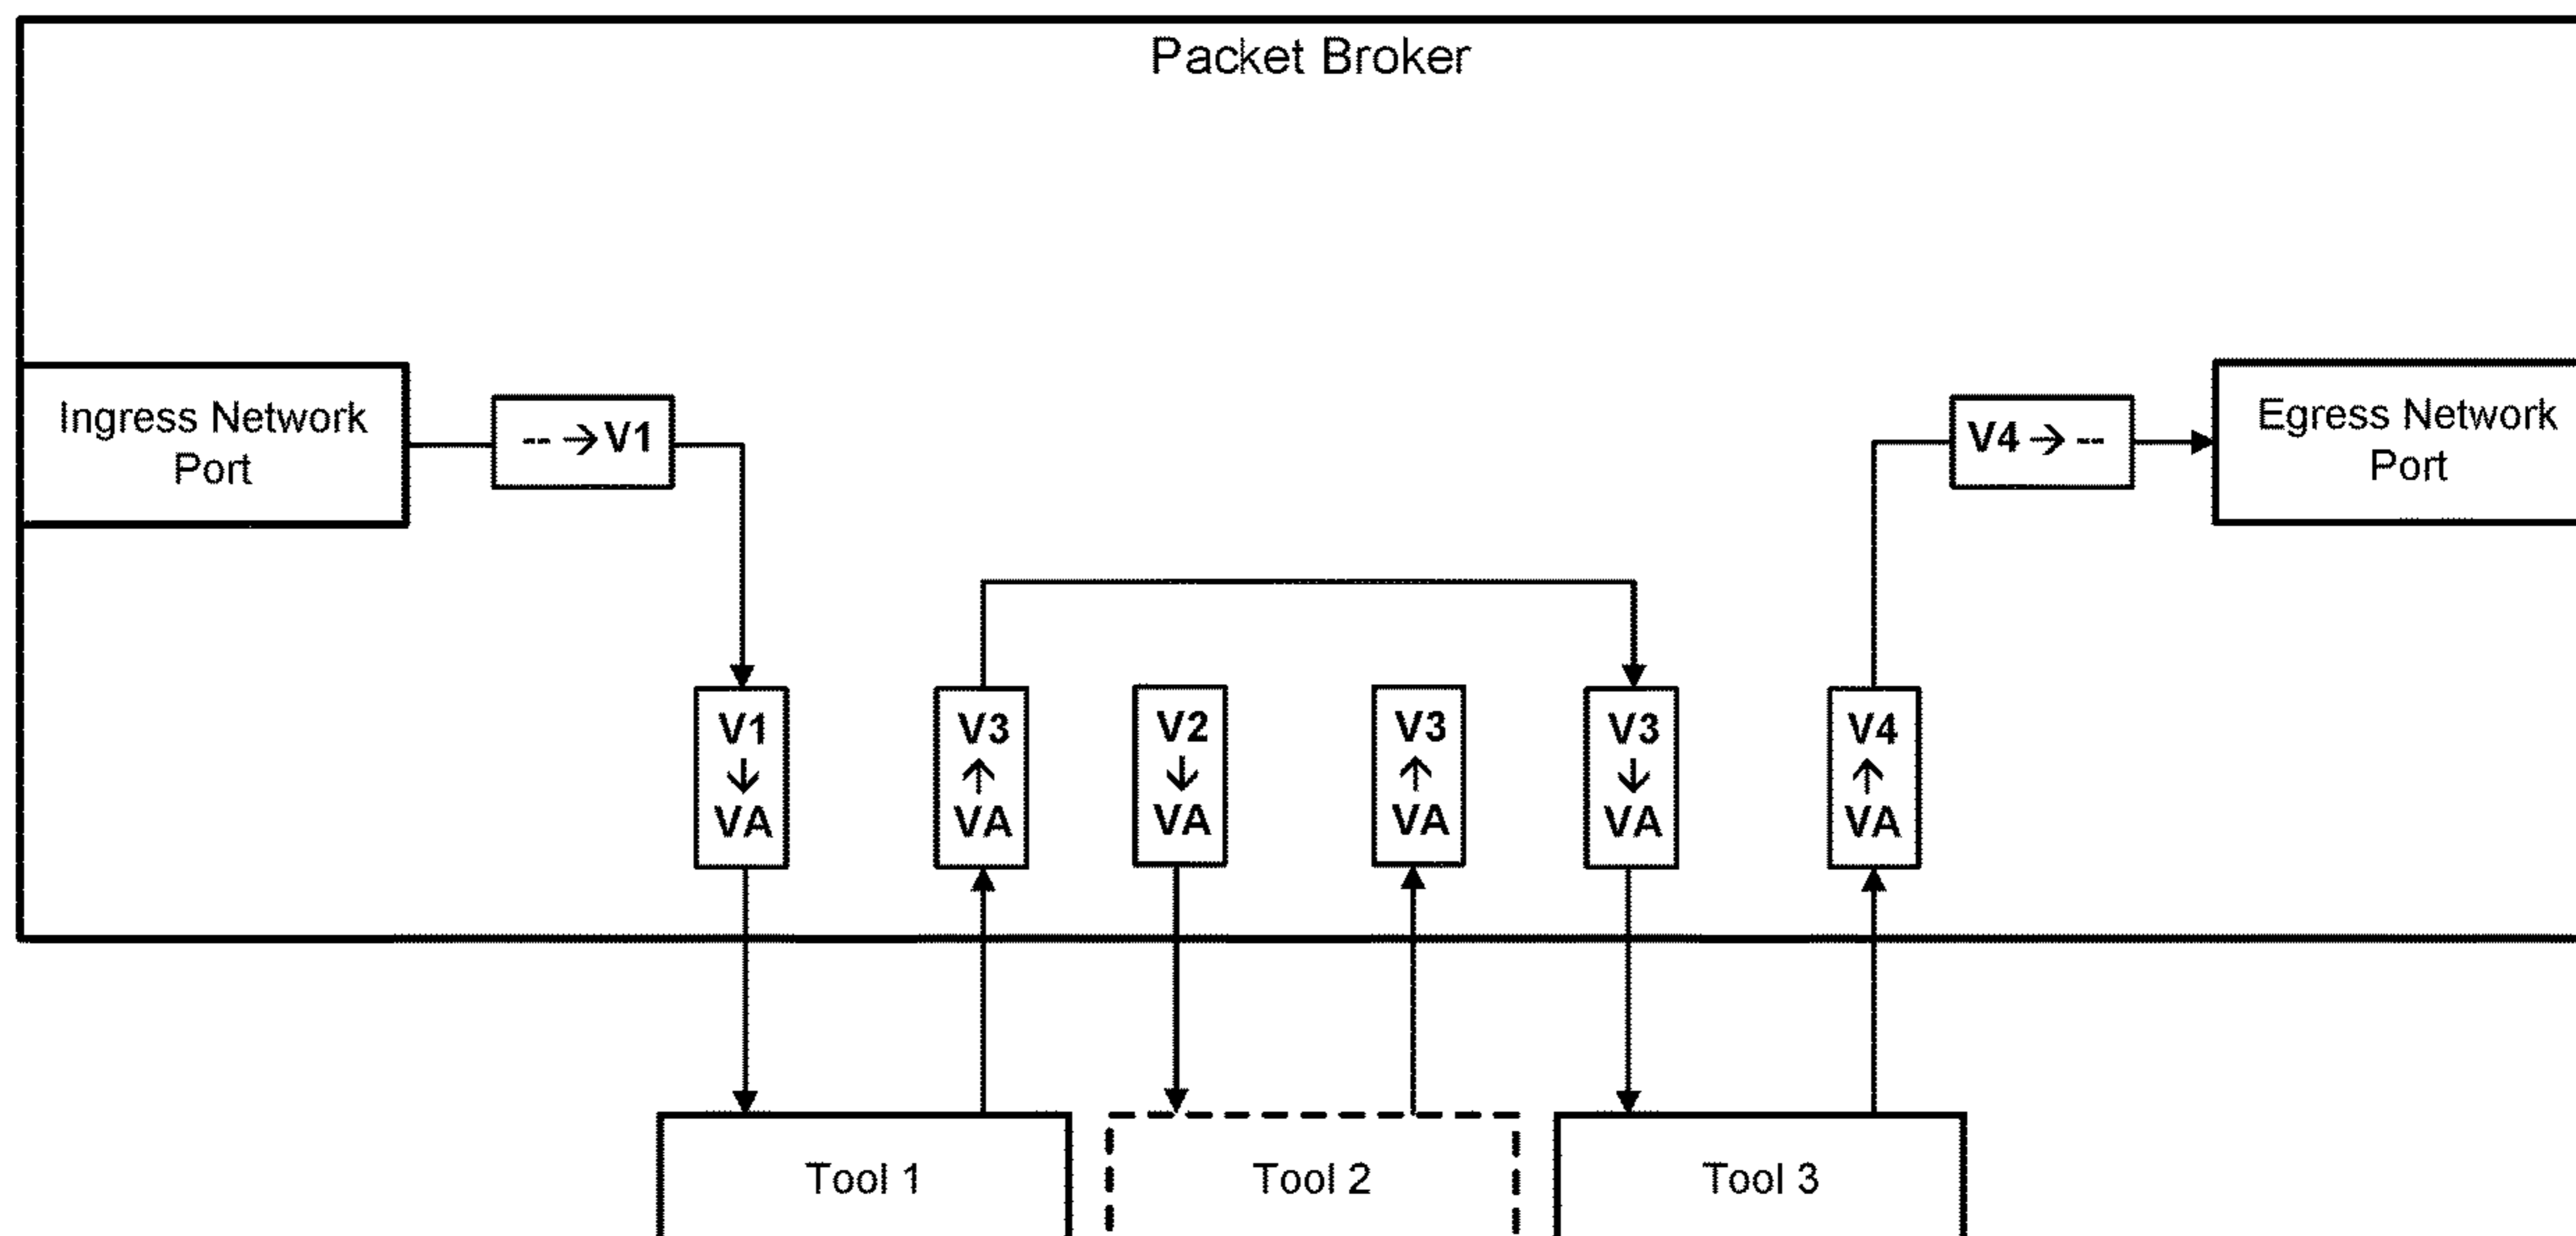 Packet Broker
Ingress Network
Port
-- →V1
V4 → --
Egress Network
Port
V1
↓
VA
V3
↑
VA
V2
↓
VA
V3
↑
VA
V3
↓
VA
V4
↑
VA
Tool 1
Tool 2
Tool 3